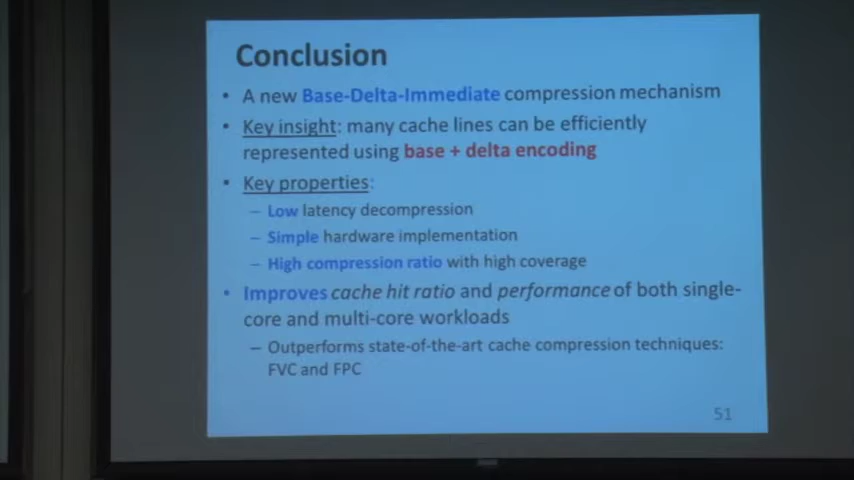 Conclusion
• A new Base-Delta-Immediate compression mechanism
• Key insight: many cache lines can be efficiently
represented using base + delta encoding
• Key properties:
– Low latency decompression
– Simple hardware implementation
– High compression ratio with high coverage
• Improves cache hit ratio and performance of both single-
core and multi-core workloads
– Outperforms state-of-the-art cache compression techniques:
FVC and FPC
51